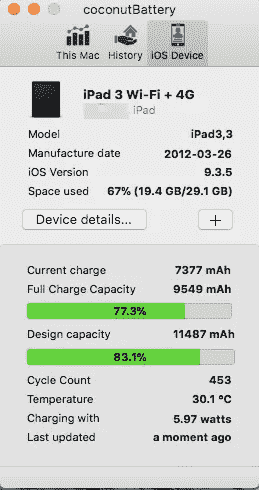 coconutBattery
This Mac History iOS Device
iPad 3 Wi-Fi + 4G
iPad
Model iPad3,3
Manufacture date 2012-03-26
iOS Version 9.3.5
Space used 67% (19.4 GB/29.1 GB)
Device details... +
Current charge 7377 mAh
Full Charge Capacity 9549 mAh
77.3%
Design capacity 11487 mAh
83.1%
Cycle Count 453
Temperature 30.1 ºC
Charging with 5.97 watts
Last updated a moment ago